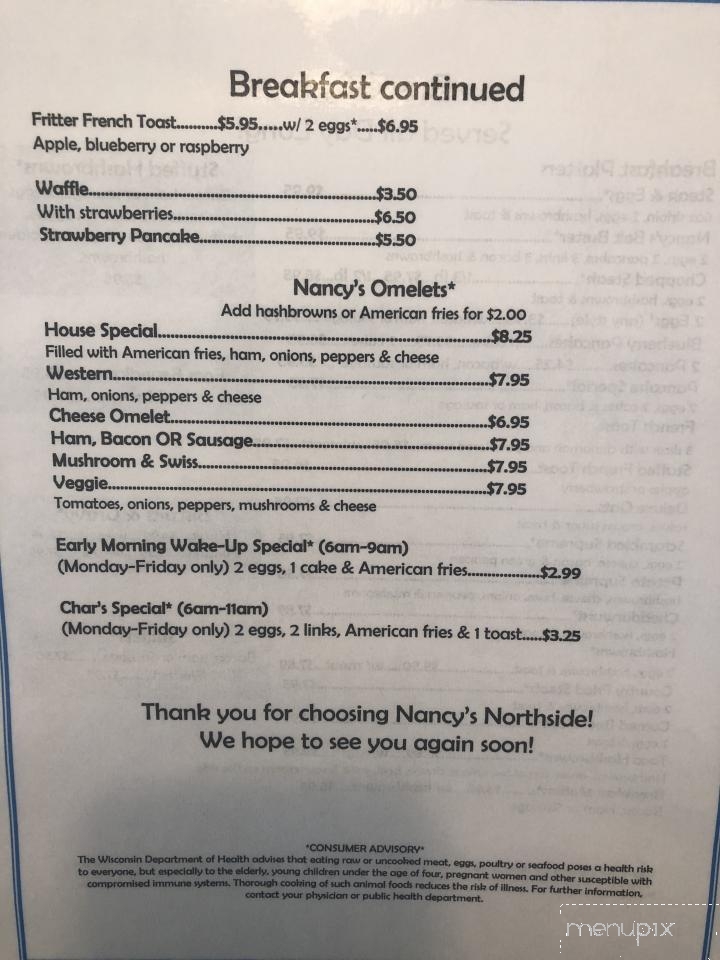 Breakfast continued
Fritter French Toast..........$5.95.....w/ 2 eggs*.....$6.95
Apple, blueberry or raspberry
Waffle..........................................................................$3.50
With strawberries....................................................$6.50
Strawberry Pancake.............................................$5.50
Nancy's Omelets*
Add hashbrowns or American fries for $2.00
House Special...................................................................................$8.25
Filled with American fries, ham, onions, peppers & cheese
Western...............................................................................................$7.95
Ham, onions, peppers & cheese
Cheese Omelet.................................................................................$6.95
Ham, Bacon OR Sausage.............................................................$7.95
Mushroom & Swiss..........................................................................$7.95
Veggie.................................................................................................$7.95
Tomatoes, onions, peppers, mushrooms & cheese
Early Morning Wake-Up Special* (6am-9am)
(Monday-Friday only) 2 eggs, 1 cake & American fries..................$2.99
Char's Special* (6am-11am)
(Monday-Friday only) 2 eggs, 2 links, American fries & 1 toast.....$3.25
Thank you for choosing Nancy's Northside!
We hope to see you again soon!
*CONSUMER ADVISORY*
The Wisconsin Department of Health advises that eating raw or uncooked meat, eggs, poultry or seafood poses a health risk
to everyone, but especially to the elderly, young children under the age of four, pregnant women and other susceptible with
compromised immune systems. Thorough cooking of such animal foods reduces the risk of illness. For further information,
contact your physician or public health department.
menupix